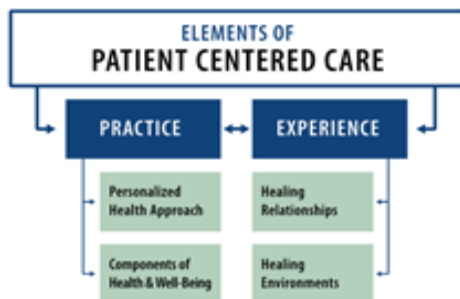 ELEMENTS OF
PATIENT CENTERED CARE
PRACTICE
EXPERIENCE
Personalized
Health Approach
Healing
Relationships
Components of
Health & Well-Being
Healing
Environments